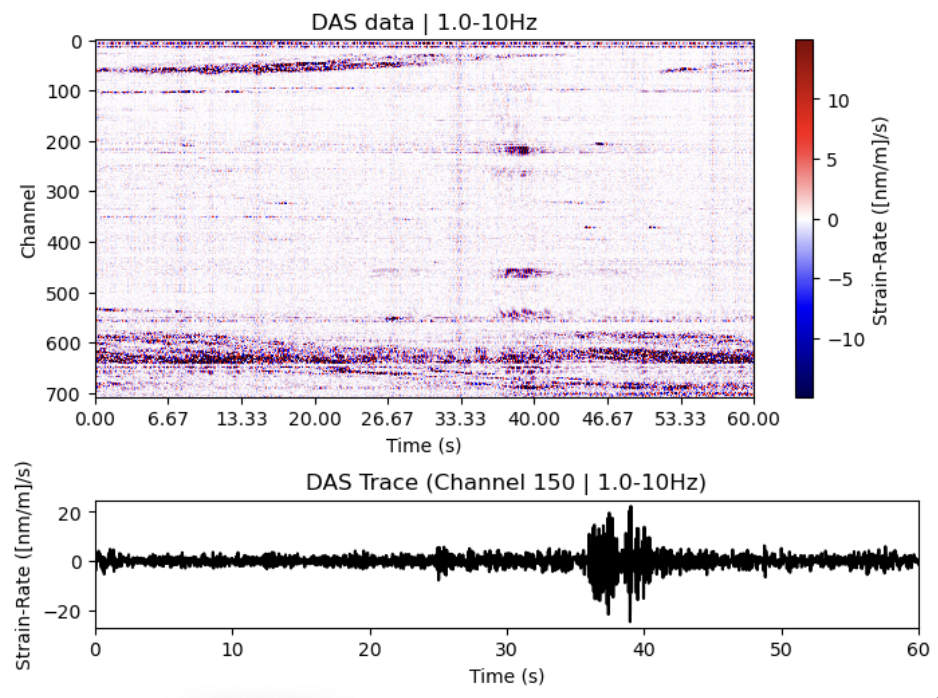 DAS data | 1.0-10Hz
0
100
200
300
400
500
600
700
Channel
0.00 6.67 13.33 20.00 26.67 33.33 40.00 46.67 53.33 60.00
Time (s)
10
5
0
−5
−10
Strain-Rate ([nm/m]/s)
DAS Trace (Channel 150 | 1.0-10Hz)
20
0
−20
Strain-Rate ([nm/m]/s)
0 10 20 30 40 50 60
Time (s)